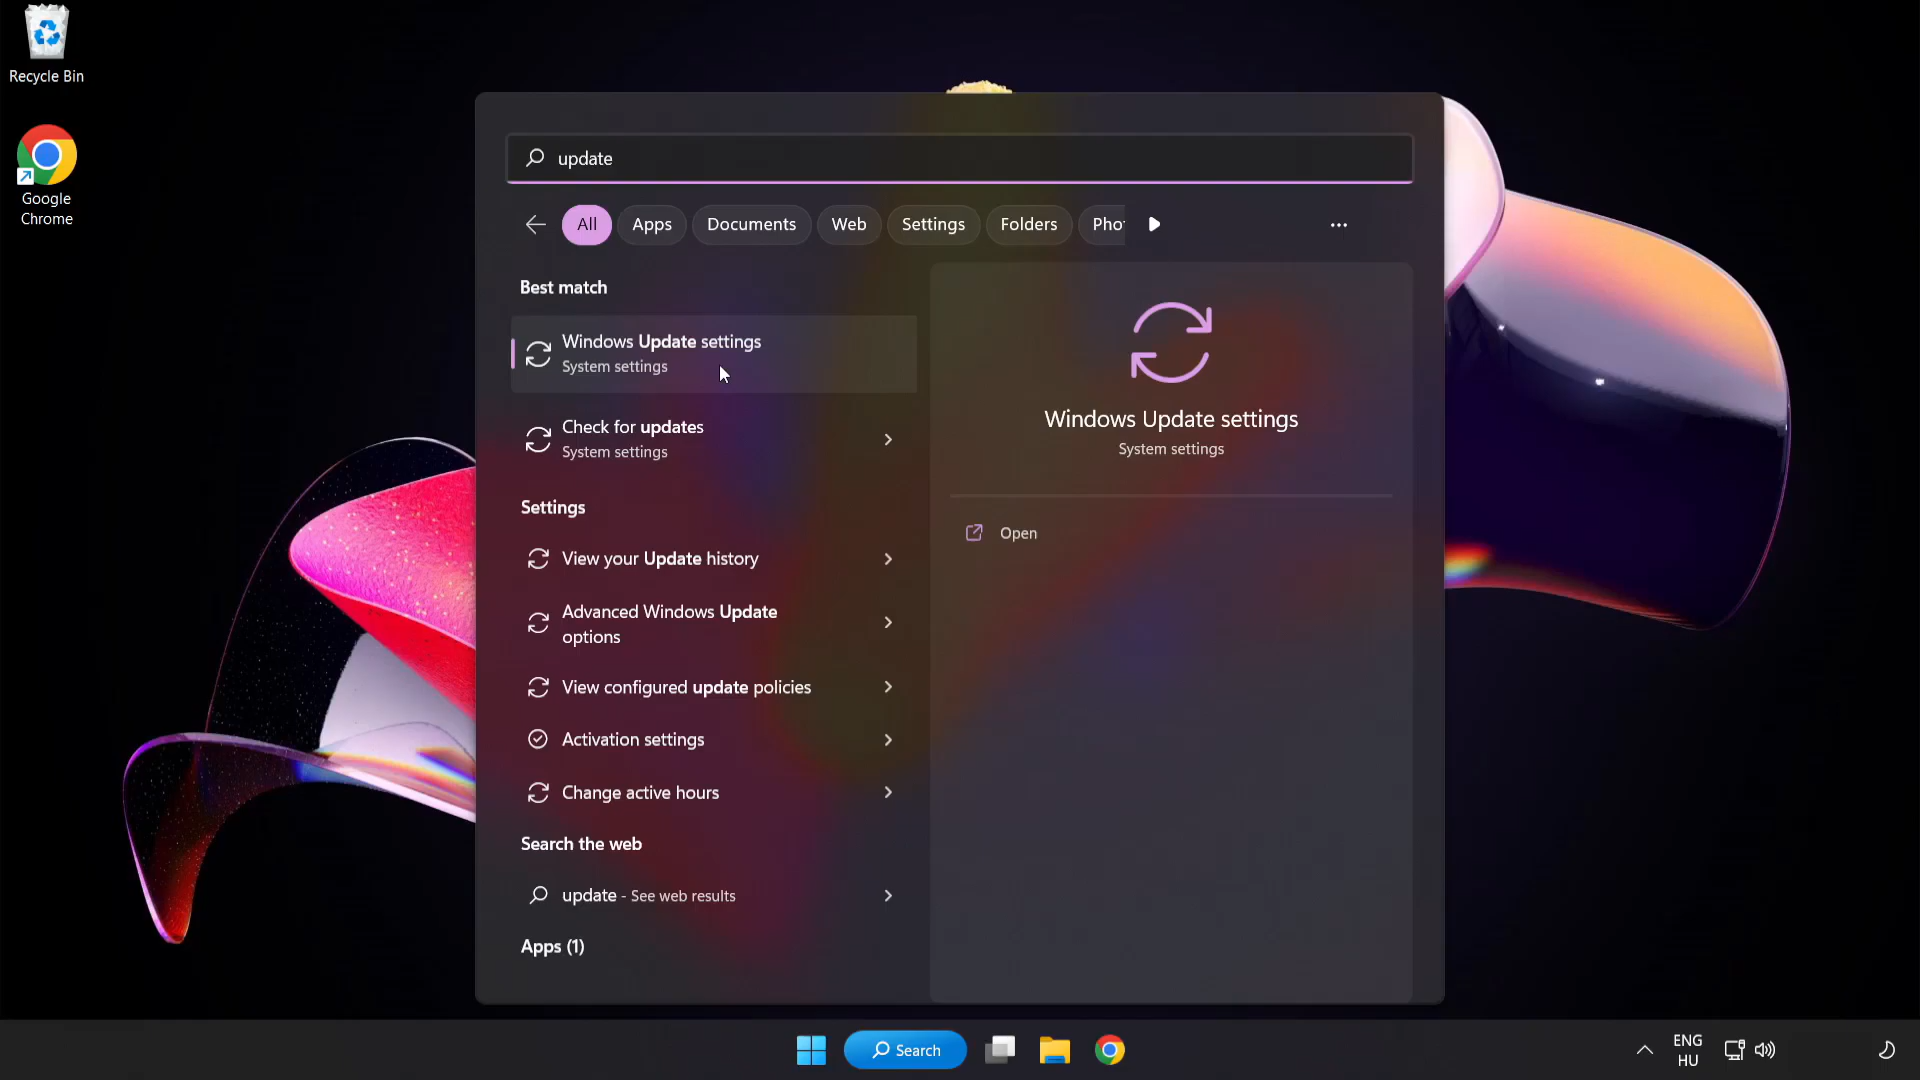 Recycle Bin
Google
Chrome
update
All
Apps
Documents
Web
Settings
Folders
Pho
Best match
Windows Update settings
System settings
Check for updates
System settings
Settings
View your Update history
Advanced Windows Update
options
View configured update policies
Activation settings
Change active hours
Search the web
update - See web results
Apps (1)
Windows Update settings
System settings
Open
Search
ENG
HU